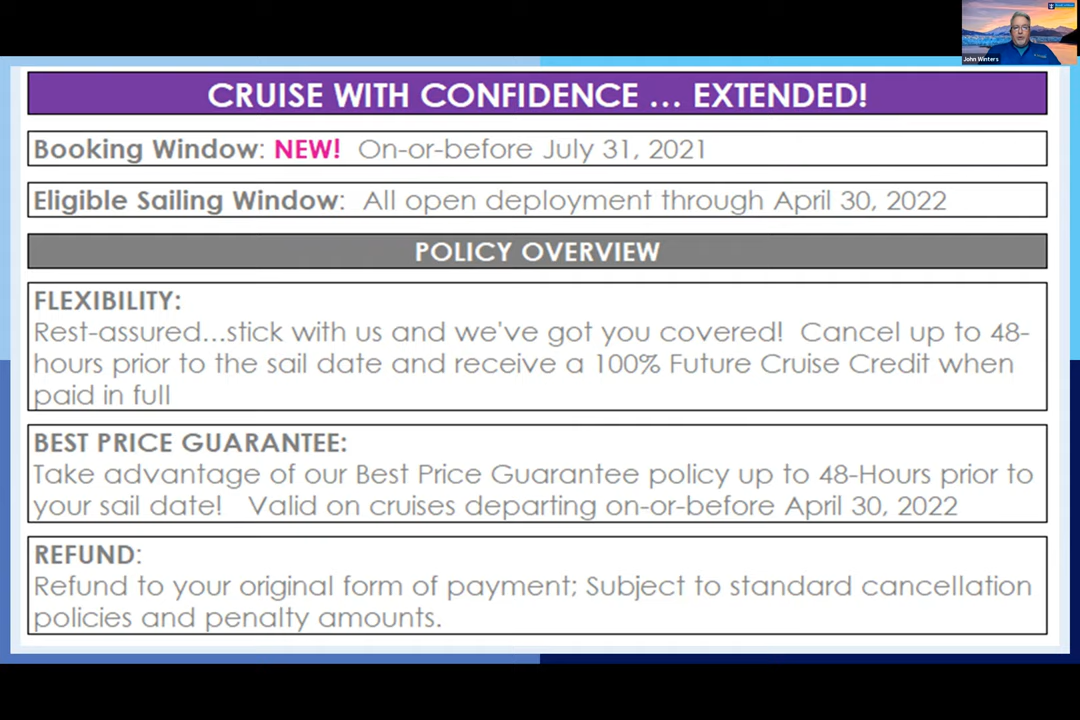 John Winters
CRUISE WITH CONFIDENCE ... EXTENDED!
Booking Window: NEW! On-or-before July 31, 2021
Eligible Sailing Window: All open deployment through April 30, 2022
POLICY OVERVIEW
FLEXIBILITY:
Rest-assured...stick with us and we've got you covered! Cancel up to 48-
hours prior to the sail date and receive a 100% Future Cruise Credit when
paid in full
BEST PRICE GUARANTEE:
Take advantage of our Best Price Guarantee policy up to 48-Hours prior to
your sail date! Valid on cruises departing on-or-before April 30, 2022
REFUND:
Refund to your original form of payment; Subject to standard cancellation
policies and penalty amounts.